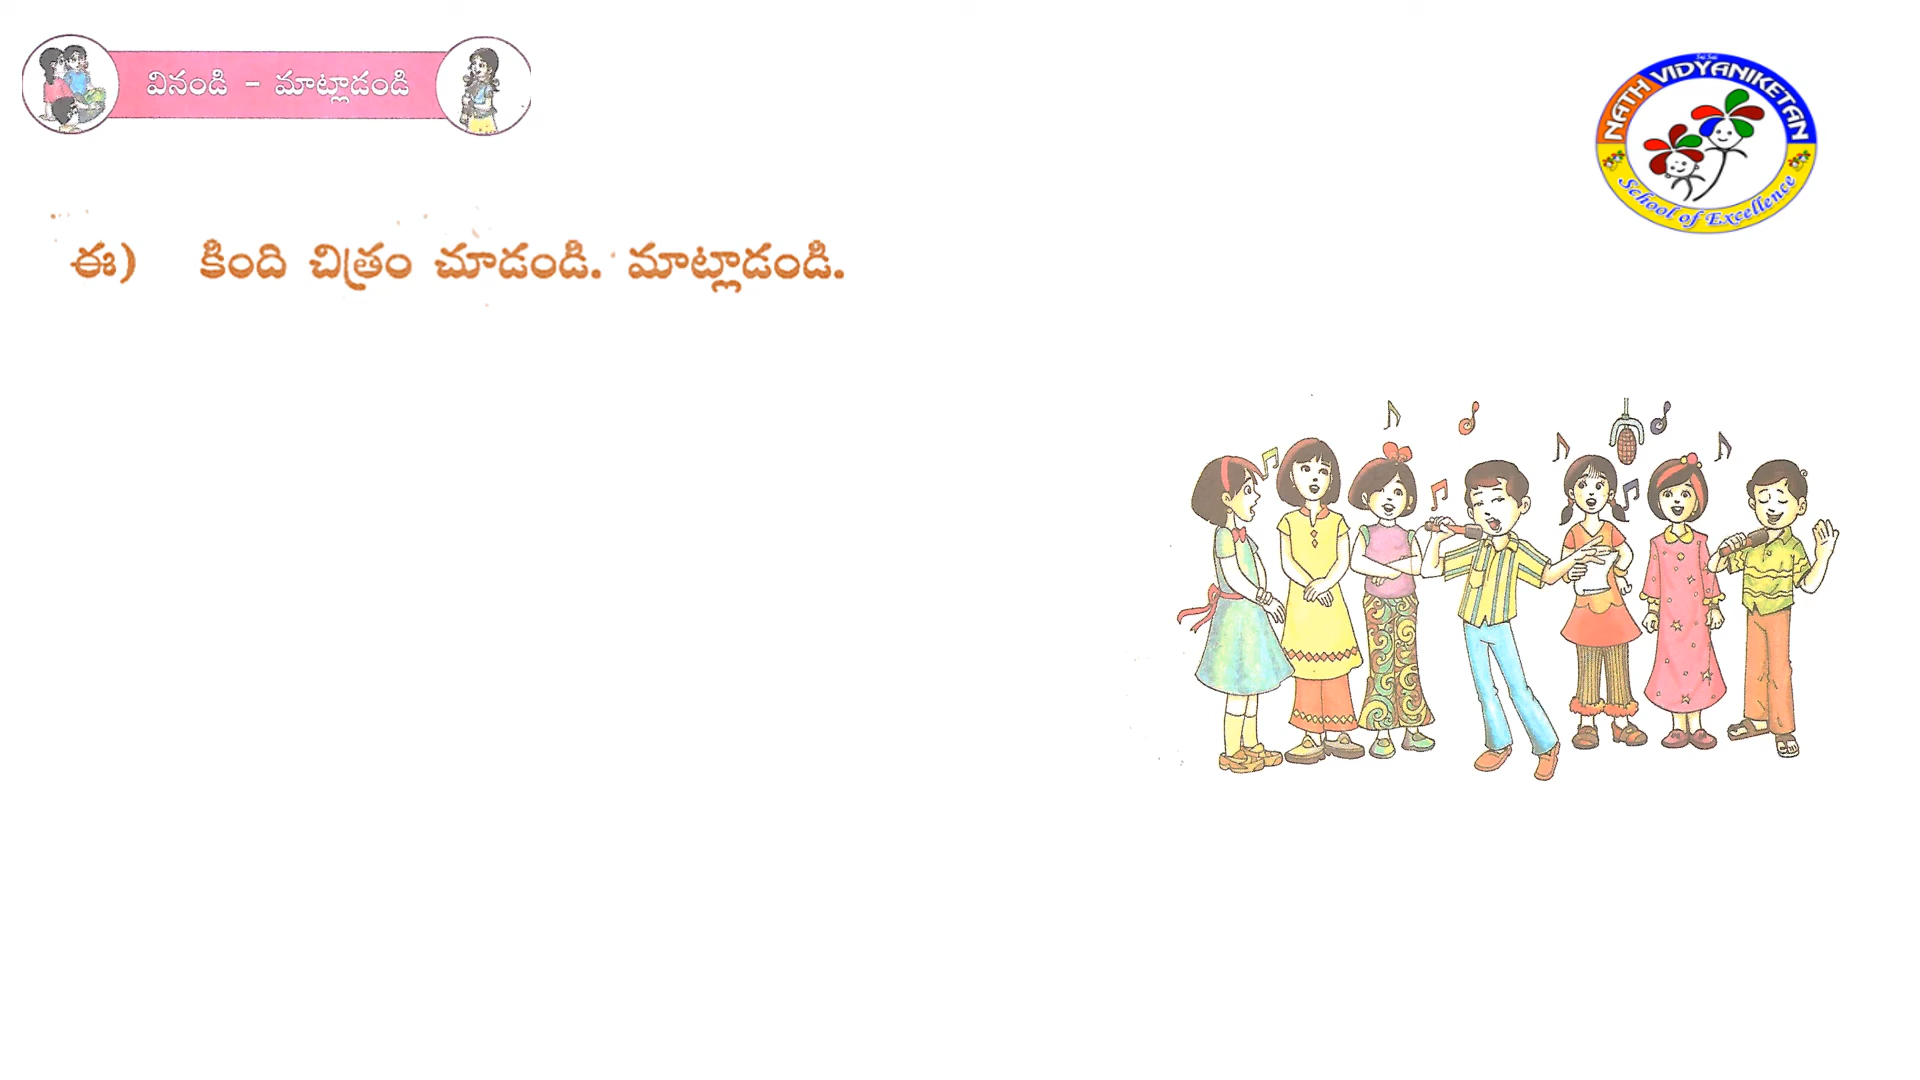 వినండి - మాట్లాడండి
NATH VIDYANIKETAN
School of Excellence
ఈ) కింది చిత్రం చూడండి. మాట్లాడండి.